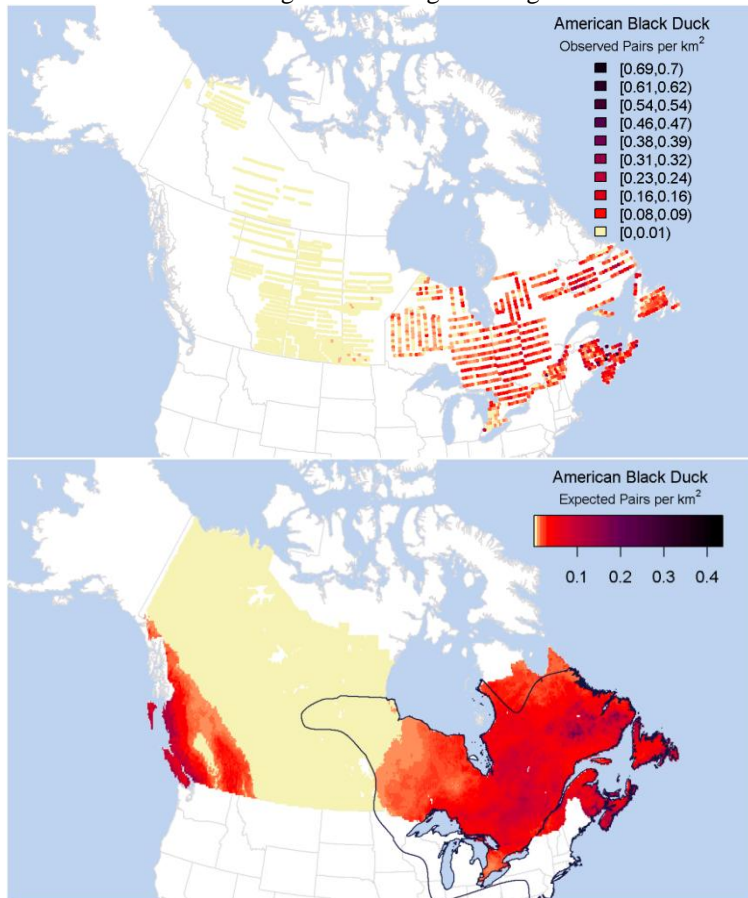 American Black Duck
Observed Pairs per km²
[0.69,0.7)
[0.61,0.62)
[0.54,0.54)
[0.46,0.47)
[0.38,0.39)
[0.31,0.32)
[0.23,0.24)
[0.16,0.16)
[0.08,0.09)
[0,0.01)
American Black Duck
Expected Pairs per km²
0.1 0.2 0.3 0.4